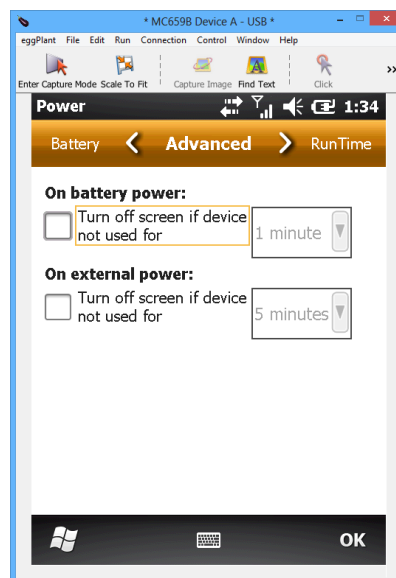 * MC659B Device A - USB *
eggPlant File Edit Run Connection Control Window Help
Enter Capture Mode Scale To Fit Capture Image Find Text Click
Power 1:34
Battery Advanced RunTime
On battery power:
Turn off screen if device
not used for
1 minute
On external power:
Turn off screen if device
not used for
5 minutes
OK